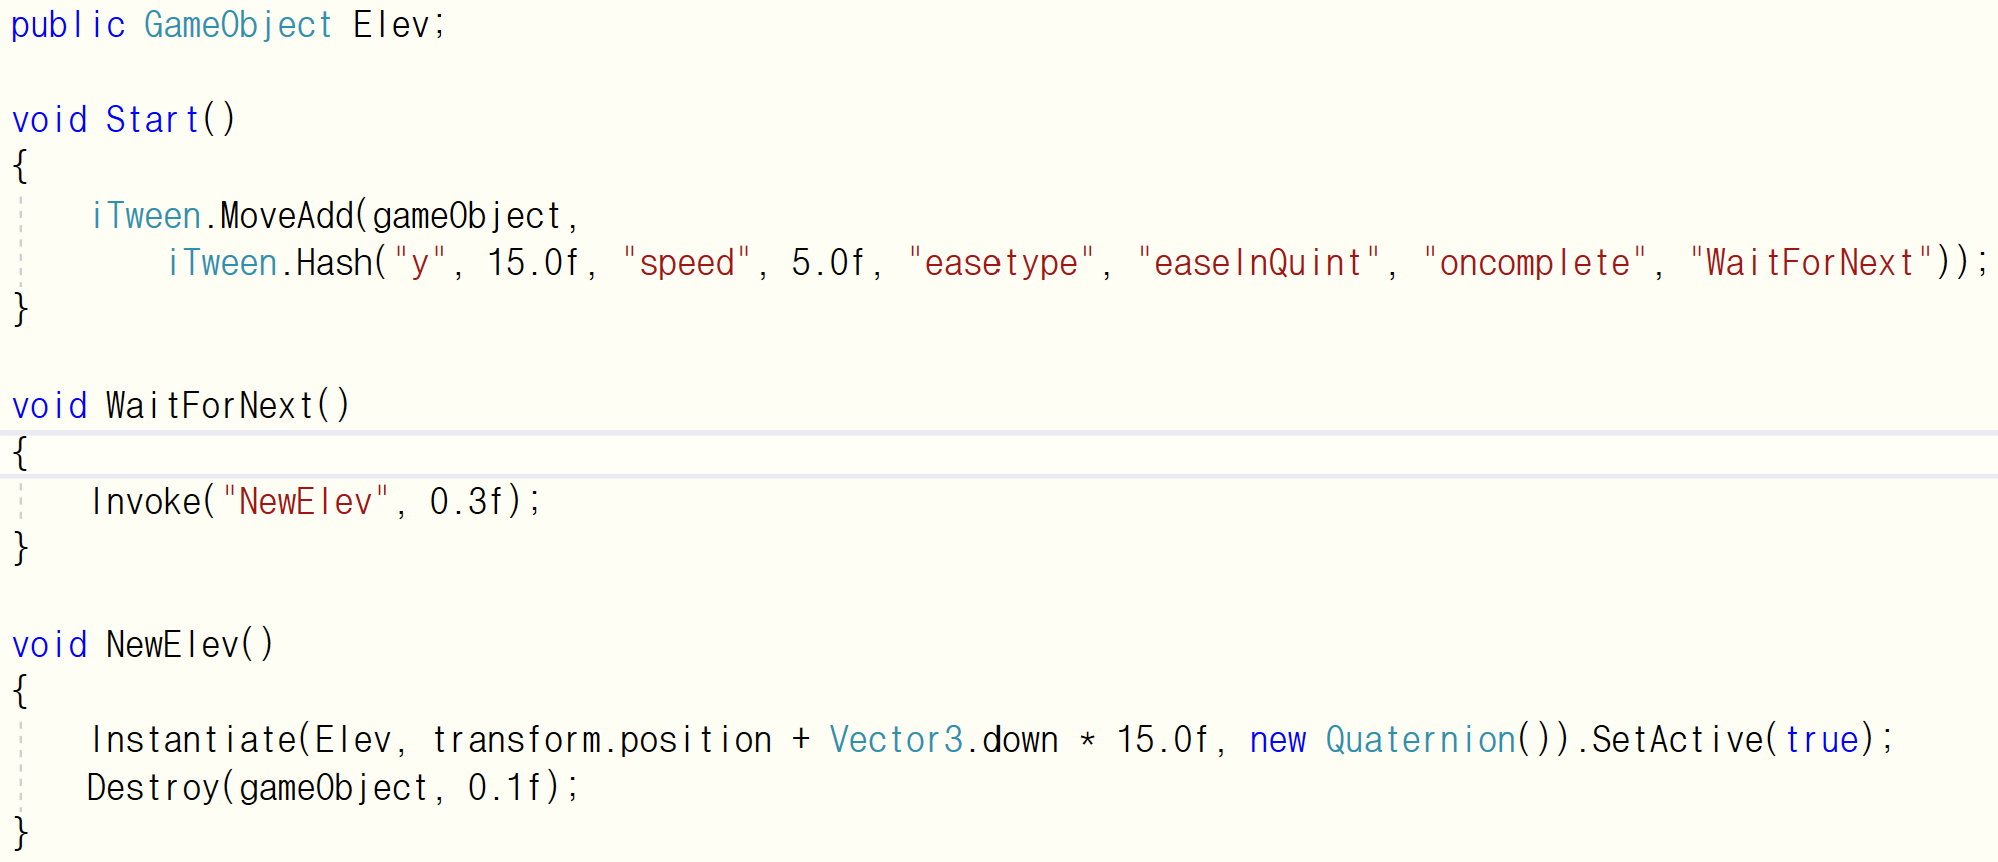 public GameObject Elev;
void Start()
{
iTween.MoveAdd(gameObject,
iTween.Hash("y", 15.0f, "speed", 5.0f, "easetype", "easeInQuint", "oncomplete", "WaitForNext"));
}
void WaitForNext()
{
Invoke("NewElev", 0.3f);
}
void NewElev()
{
Instantiate(Elev, transform.position + Vector3.down * 15.0f, new Quaternion()).SetActive(true);
Destroy(gameObject, 0.1f);
}